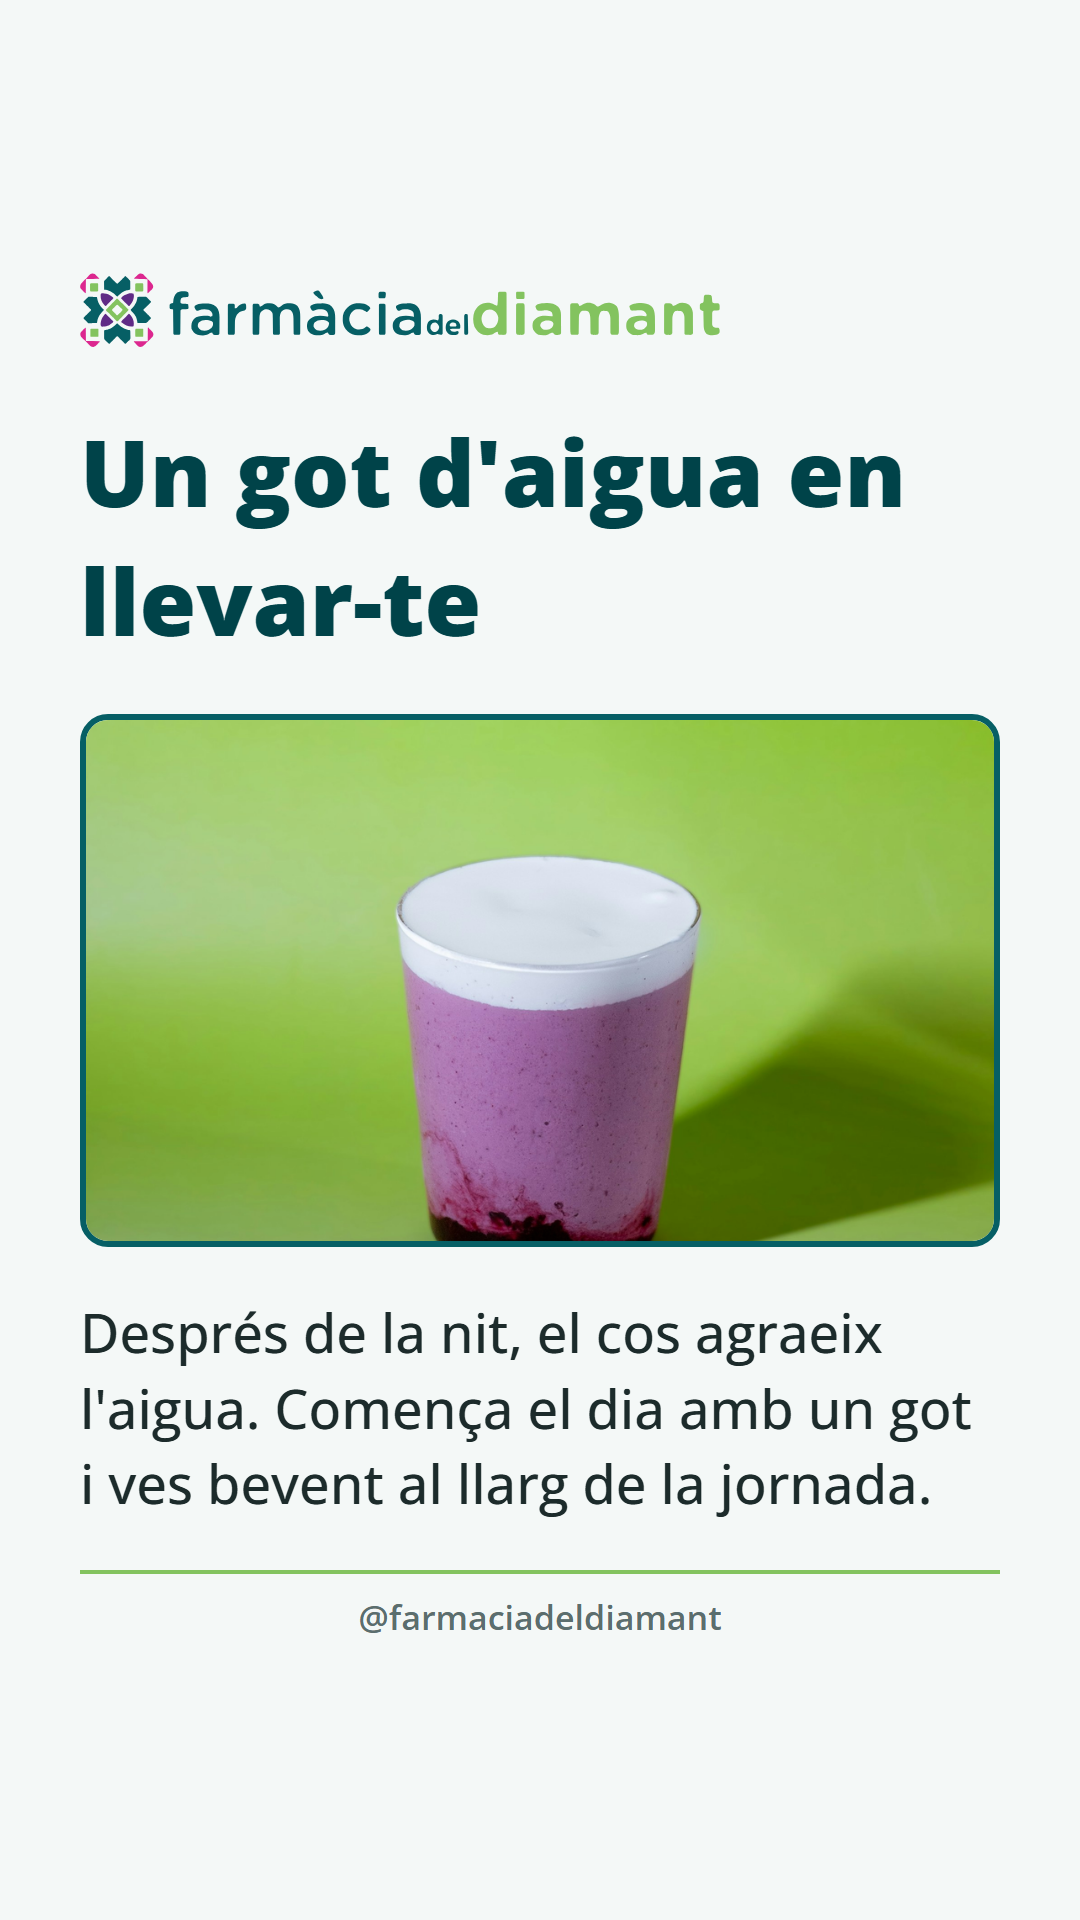 farmàciadeldiamant
Un got d'aigua en
llevar-te
Després de la nit, el cos agraeix
l'aigua. Comença el dia amb un got
i ves bevent al llarg de la jornada.
@farmaciadeldiamant